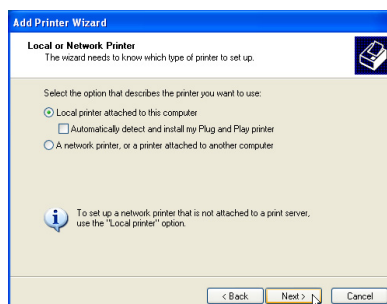 Add Printer Wizard
Local or Network Printer
The wizard needs to know which type of printer to set up.
Select the option that describes the printer you want to use:
Local printer attached to this computer
Automatically detect and install my Plug and Play printer
A network printer, or a printer attached to another computer
To set up a network printer that is not attached to a print server,
use the "Local printer" option.
< Back Next > Cancel